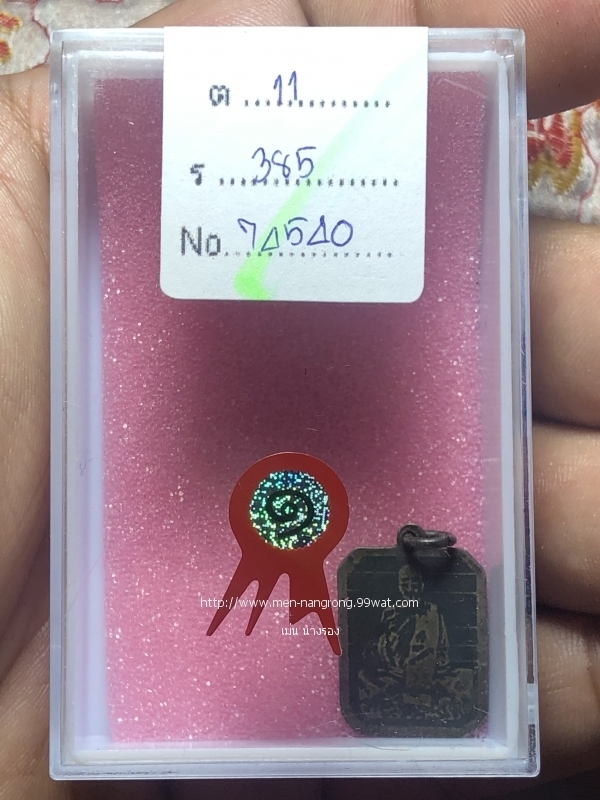 ต ...11...
ร ...385...
No. 74540
๑
http://www.men-nangrong.99wat.com
เมน นางรอง